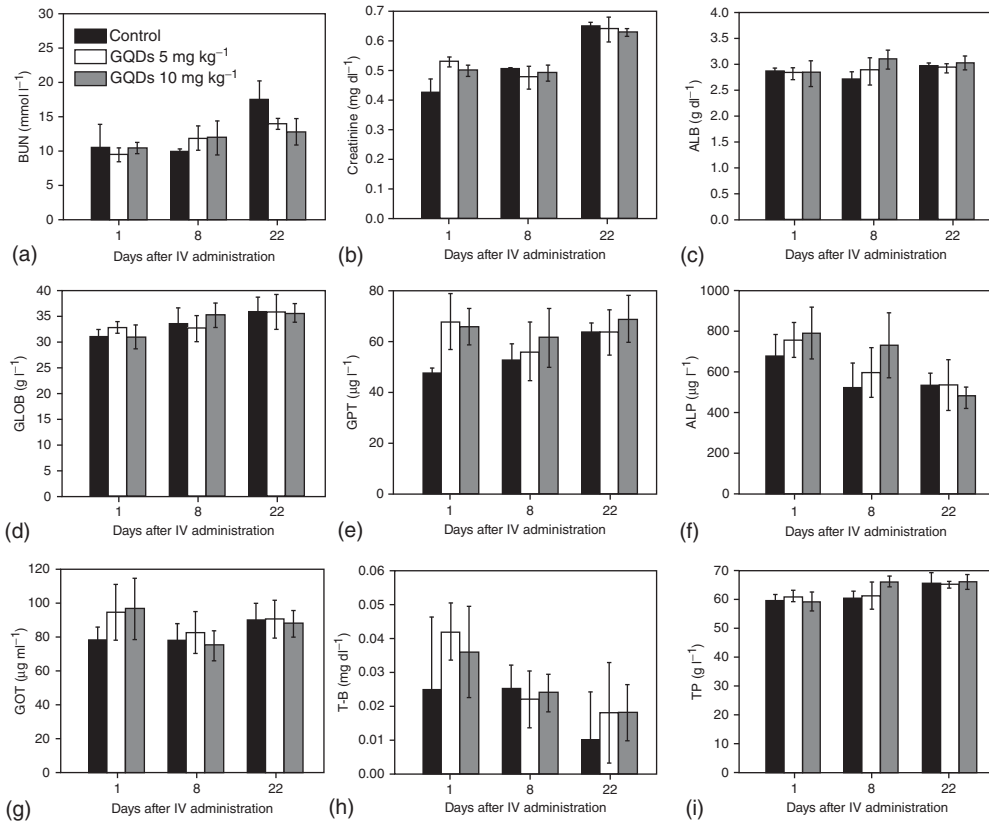 30
25
20
15
10
5
0
BUN (mmol l⁻¹)
Control
GQDs 5 mg kg⁻¹
GQDs 10 mg kg⁻¹
1 8 22
Days after IV administration
(a)
0.7
0.6
0.5
0.4
0.3
0.2
0.1
0.0
Creatinine (mg dl⁻¹)
1 8 22
Days after IV administration
(b)
4.0
3.5
3.0
2.5
2.0
1.5
1.0
0.5
0.0
ALB (g dl⁻¹)
1 8 22
Days after IV administration
(c)
40
35
30
25
20
15
10
5
0
GLOB (g l⁻¹)
1 8 22
Days after IV administration
(d)
80
60
40
20
0
GPT (µg l⁻¹)
1 8 22
Days after IV administration
(e)
1000
800
600
400
200
0
ALP (µg l⁻¹)
1 8 22
Days after IV administration
(f)
120
100
80
60
40
20
0
GOT (µg ml⁻¹)
1 8 22
Days after IV administration
(g)
0.06
0.05
0.04
0.03
0.02
0.01
0.00
T-B (mg dl⁻¹)
1 8 22
Days after IV administration
(h)
70
60
50
40
30
20
10
0
TP (g l⁻¹)
1 8 22
Days after IV administration
(i)